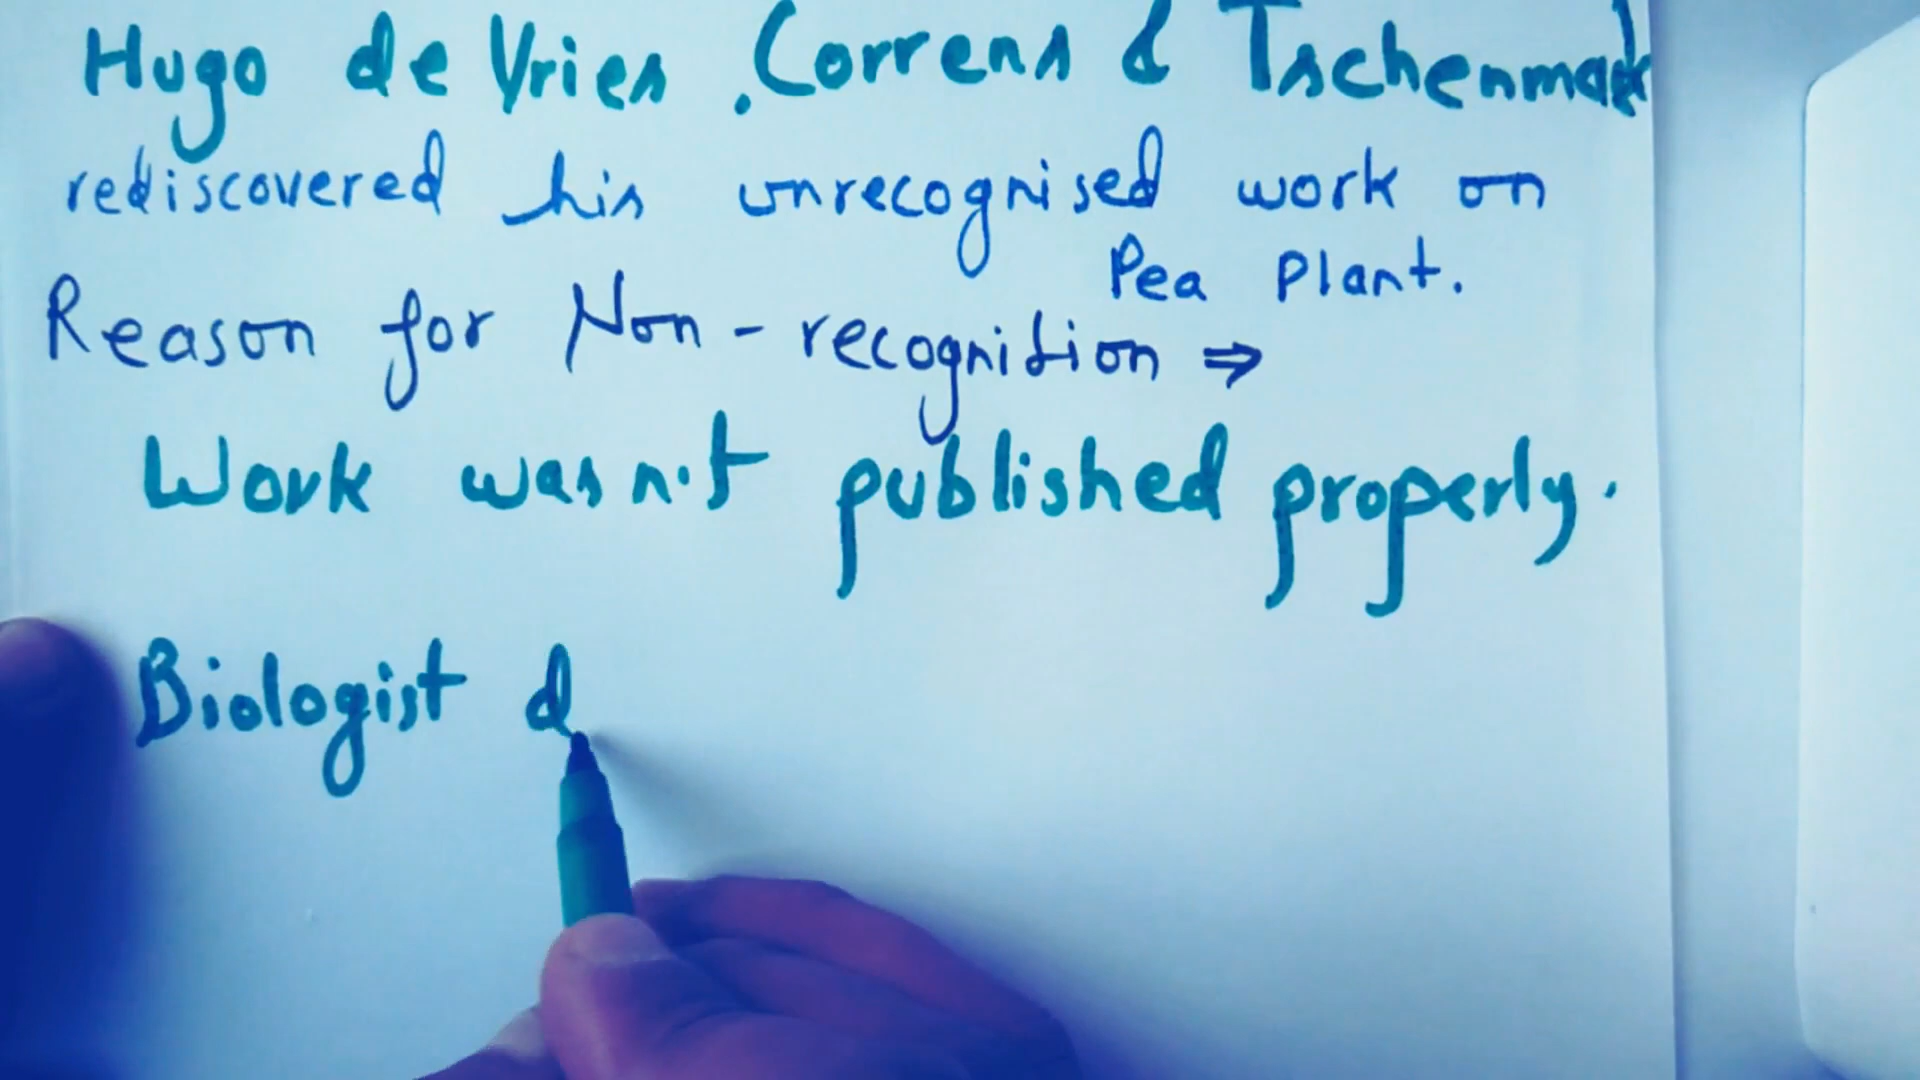 Hugo de Vries, Correns & Tschenmack
rediscovered his unrecognised work on
Pea Plant.
Reason for Non-recognition ⇒
Work wasn't published properly.
Biologist d